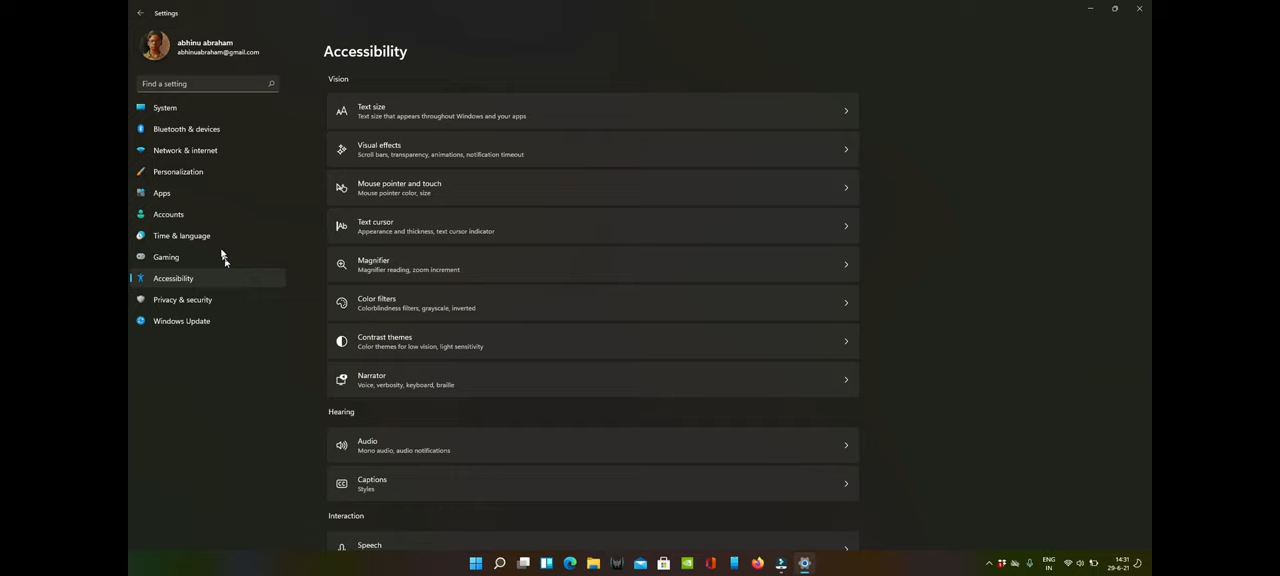 Settings
abhinu abraham
abhinuabraham@gmail.com
Find a setting
System
Bluetooth & devices
Network & internet
Personalization
Apps
Accounts
Time & language
Gaming
Accessibility
Privacy & security
Windows Update
Accessibility
Vision
Text size
Text size that appears throughout Windows and your apps
Visual effects
Scroll bars, transparency, animations, notification timeout
Mouse pointer and touch
Mouse pointer color, size
Text cursor
Appearance and thickness, text cursor indicator
Magnifier
Magnifier reading, zoom increment
Color filters
Colorblindness filters, grayscale, inverted
Contrast themes
Color themes for low vision, light sensitivity
Narrator
Voice, verbosity, keyboard, braille
Hearing
Audio
Mono audio, audio notifications
Captions
Styles
Interaction
Speech
ENG
IN
14:31
29-6-21